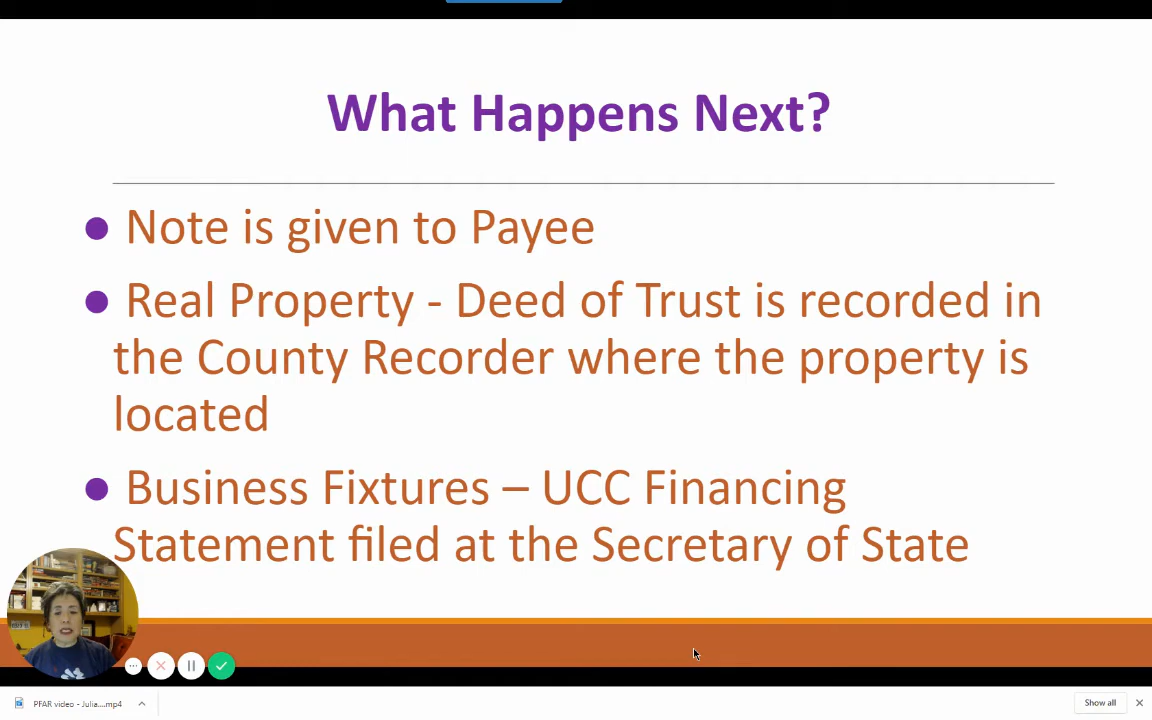 What Happens Next?
● Note is given to Payee
● Real Property - Deed of Trust is recorded in
the County Recorder where the property is
located
● Business Fixtures – UCC Financing
Statement filed at the Secretary of State
PFAR video - Julia....mp4
Show all